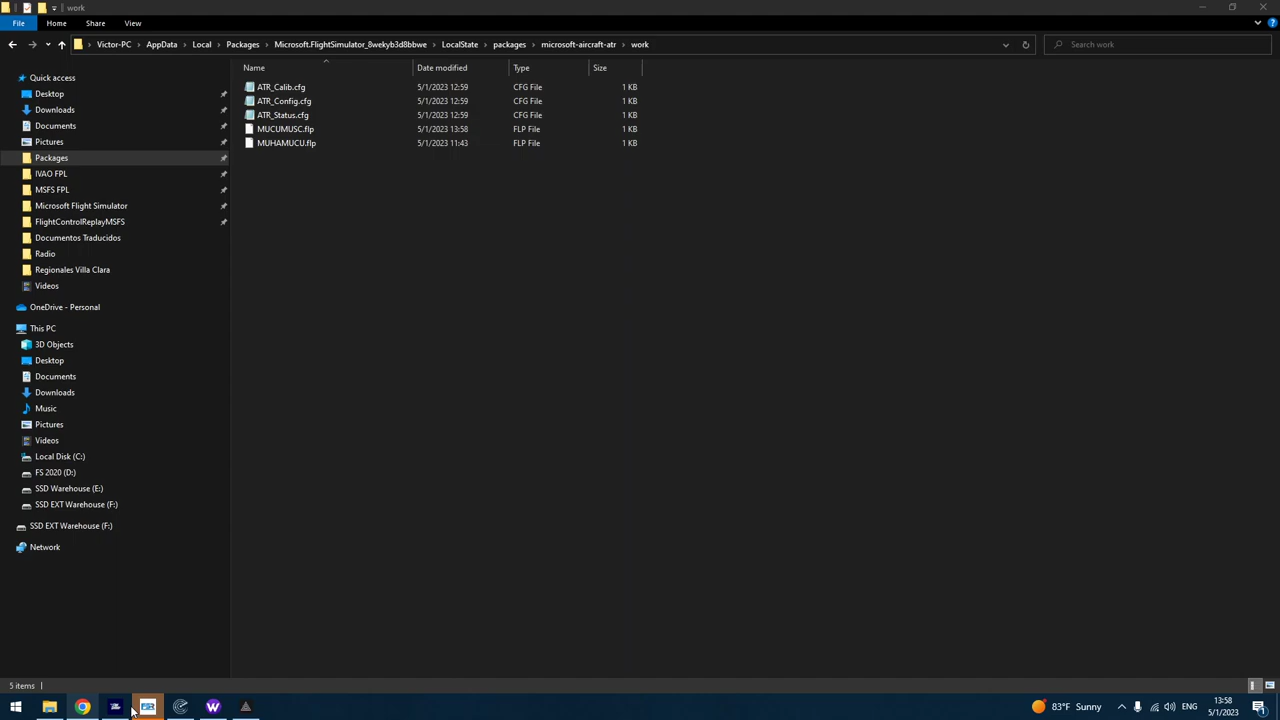 work
File Home Share View
Victor-PC AppData Local Packages Microsoft.FlightSimulator_8wekyb3d8bbwe LocalState packages microsoft-aircraft-atr work
Search work
Name Date modified Type Size
ATR_Calib.cfg 5/1/2023 12:59 CFG File 1 KB
ATR_Config.cfg 5/1/2023 12:59 CFG File 1 KB
ATR_Status.cfg 5/1/2023 12:59 CFG File 1 KB
MUCUMUSC.flp 5/1/2023 13:58 FLP File 1 KB
MUHAMUCU.flp 5/1/2023 11:43 FLP File 1 KB
Quick access
Desktop
Downloads
Documents
Pictures
Packages
IVAO FPL
MSFS FPL
Microsoft Flight Simulator
FlightControlReplayMSFS
Documentos Traducidos
Radio
Regionales Villa Clara
Videos
OneDrive - Personal
This PC
3D Objects
Desktop
Documents
Downloads
Music
Pictures
Videos
Local Disk (C:)
FS 2020 (D:)
SSD Warehouse (E:)
SSD EXT Warehouse (F:)
SSD EXT Warehouse (F:)
Network
5 items
83°F Sunny
ENG
13:58
5/1/2023